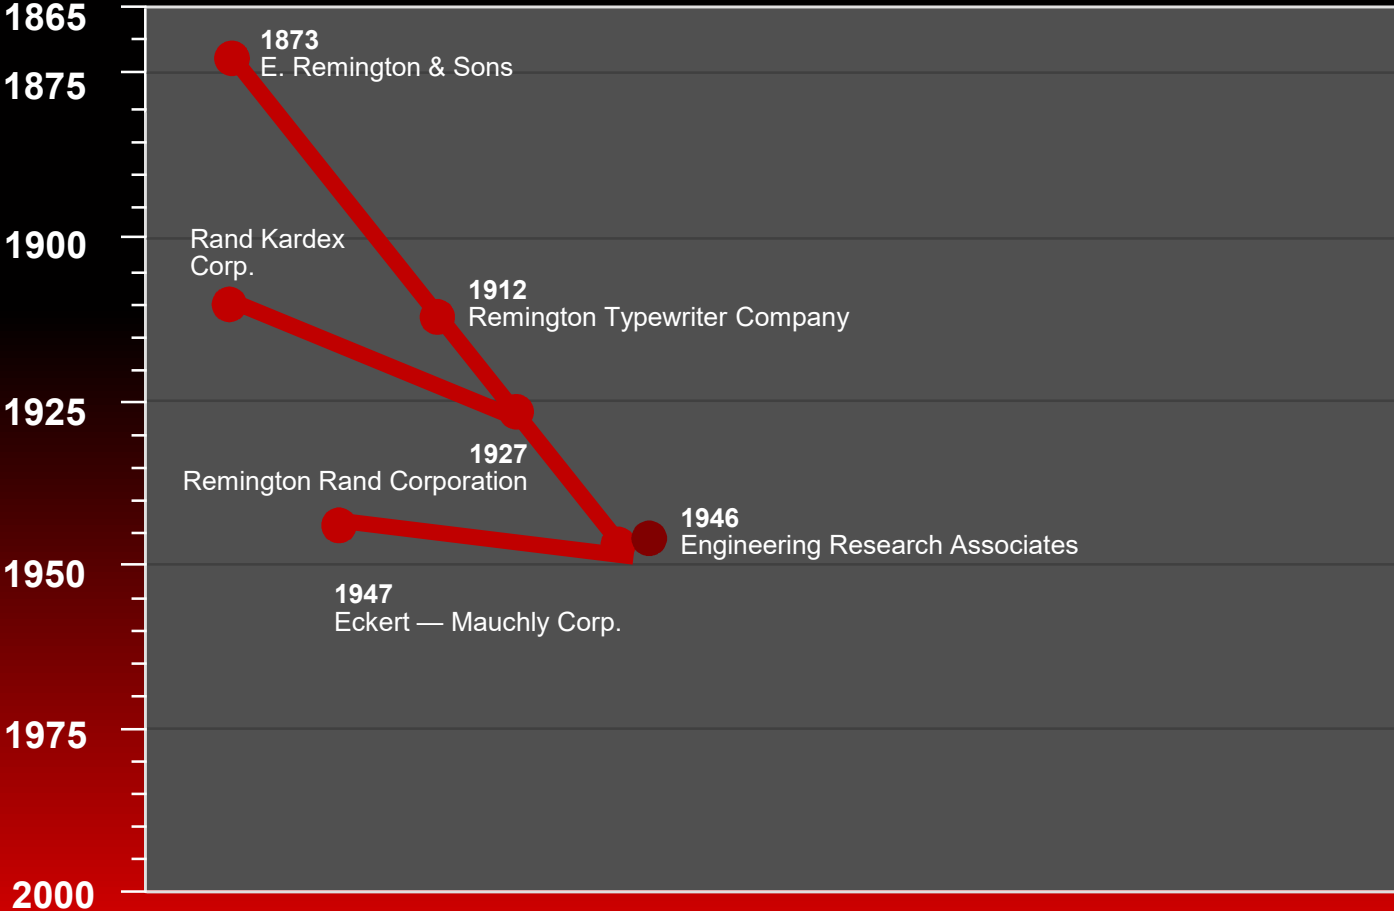 1865
1873
E. Remington & Sons
1875
Rand Kardex
Corp.
1900
1912
Remington Typewriter Company
1925
1927
Remington Rand Corporation
1946
Engineering Research Associates
1950
1947
Eckert — Mauchly Corp.
1975
2000